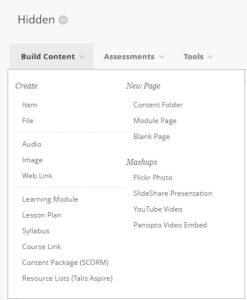 Hidden
Build Content
Assessments
Tools
Create
Item
File
Audio
Image
Web Link
Learning Module
Lesson Plan
Syllabus
Course Link
Content Package (SCORM)
Resource Lists (Talis Aspire)
New Page
Content Folder
Module Page
Blank Page
Mashups
Flickr Photo
SlideShare Presentation
YouTube Video
Panopto Video Embed